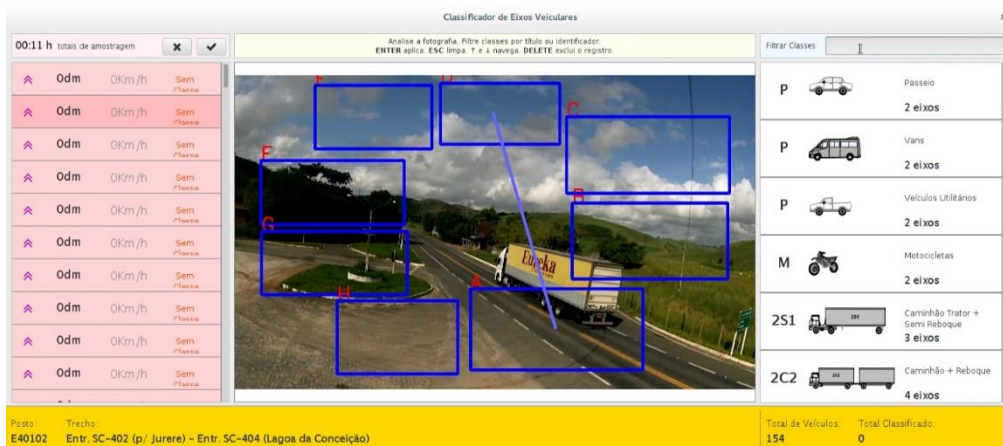 Classificador de Eixos Veiculares
00:11 h totais de amostragem
Analise a fotografia. Filtre classes por título ou identificador.
ENTER aplica. ESC limpa. ↑ e ↓ navega. DELETE exclui o registro.
Filtrar Classes
0dm 0Km/h Sem Classe
0dm 0Km/h Sem Classe
0dm 0Km/h Sem Classe
0dm 0Km/h Sem Classe
0dm 0Km/h Sem Classe
0dm 0Km/h Sem Classe
0dm 0Km/h Sem Classe
0dm 0Km/h Sem Classe
0dm 0Km/h Sem Classe
0dm 0Km/h Sem Classe
D
C
F
B
G
A
H
Eureka
P Passeio
2 eixos
P Vans
2 eixos
P Veículos Utilitários
2 eixos
M Motocicletas
2 eixos
2S1 Caminhão Trator +
Semi Reboque
3 eixos
2C2 Caminhão + Reboque
4 eixos
Posto: Trecho:
E40102 Entr. SC-402 (p/ Jurere) - Entr. SC-404 (Lagoa da Conceição)
Total de Veículos: Total Classificado:
154 0